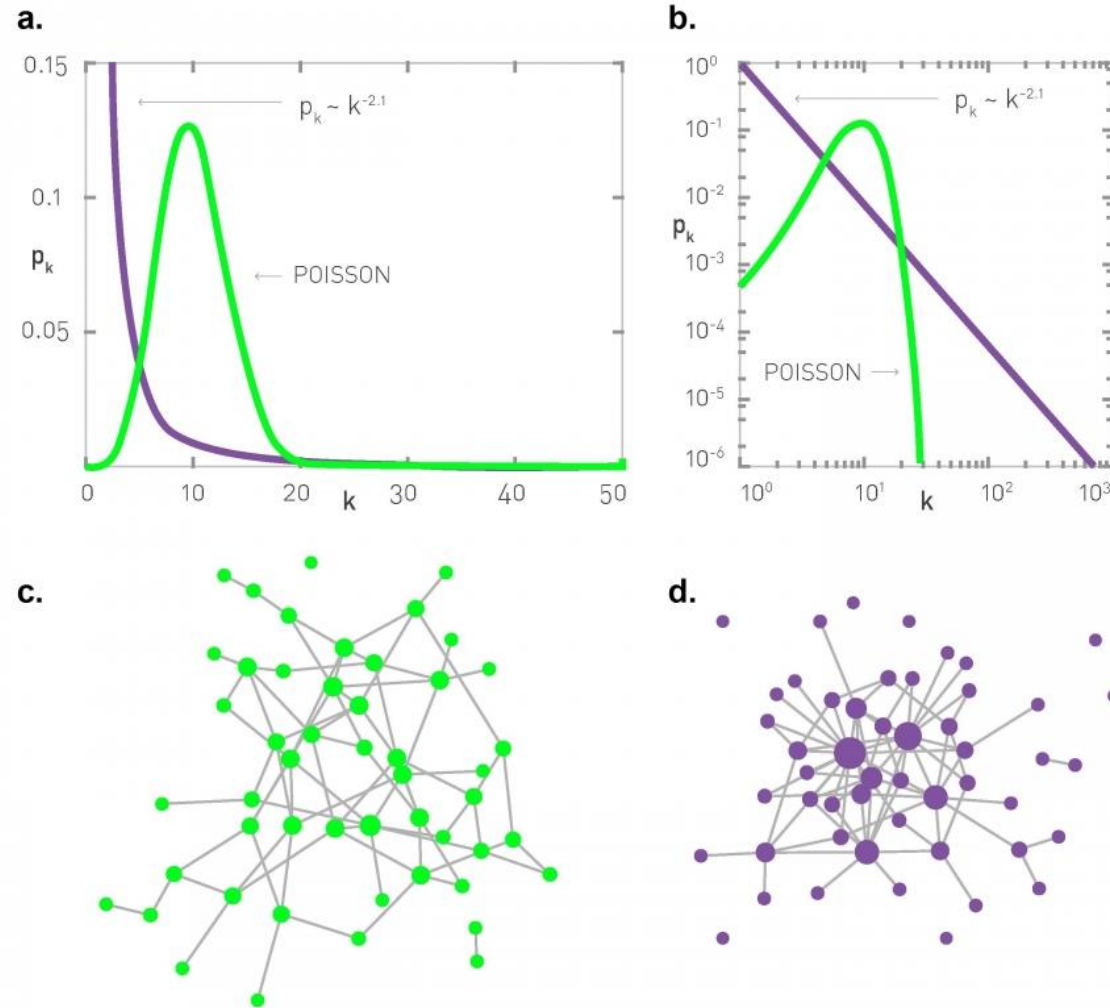 a.
0.15
0.1
p_k
0.05
0
10
20
30
40
50
k
p_k ~ k^-2.1
POISSON
b.
10^0
10^-1
10^-2
p_k
10^-3
10^-4
10^-5
10^-6
10^0
10^1
10^2
10^3
k
p_k ~ k^-2.1
POISSON
c.
d.